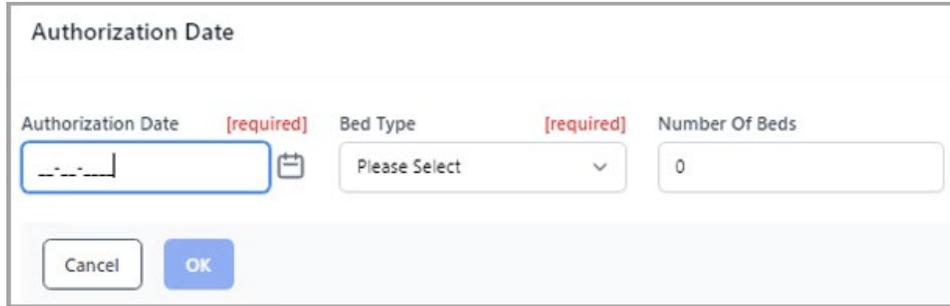 Authorization Date
Authorization Date [required] Bed Type [required] Number Of Beds
__-__-____ Please Select 0
Cancel OK